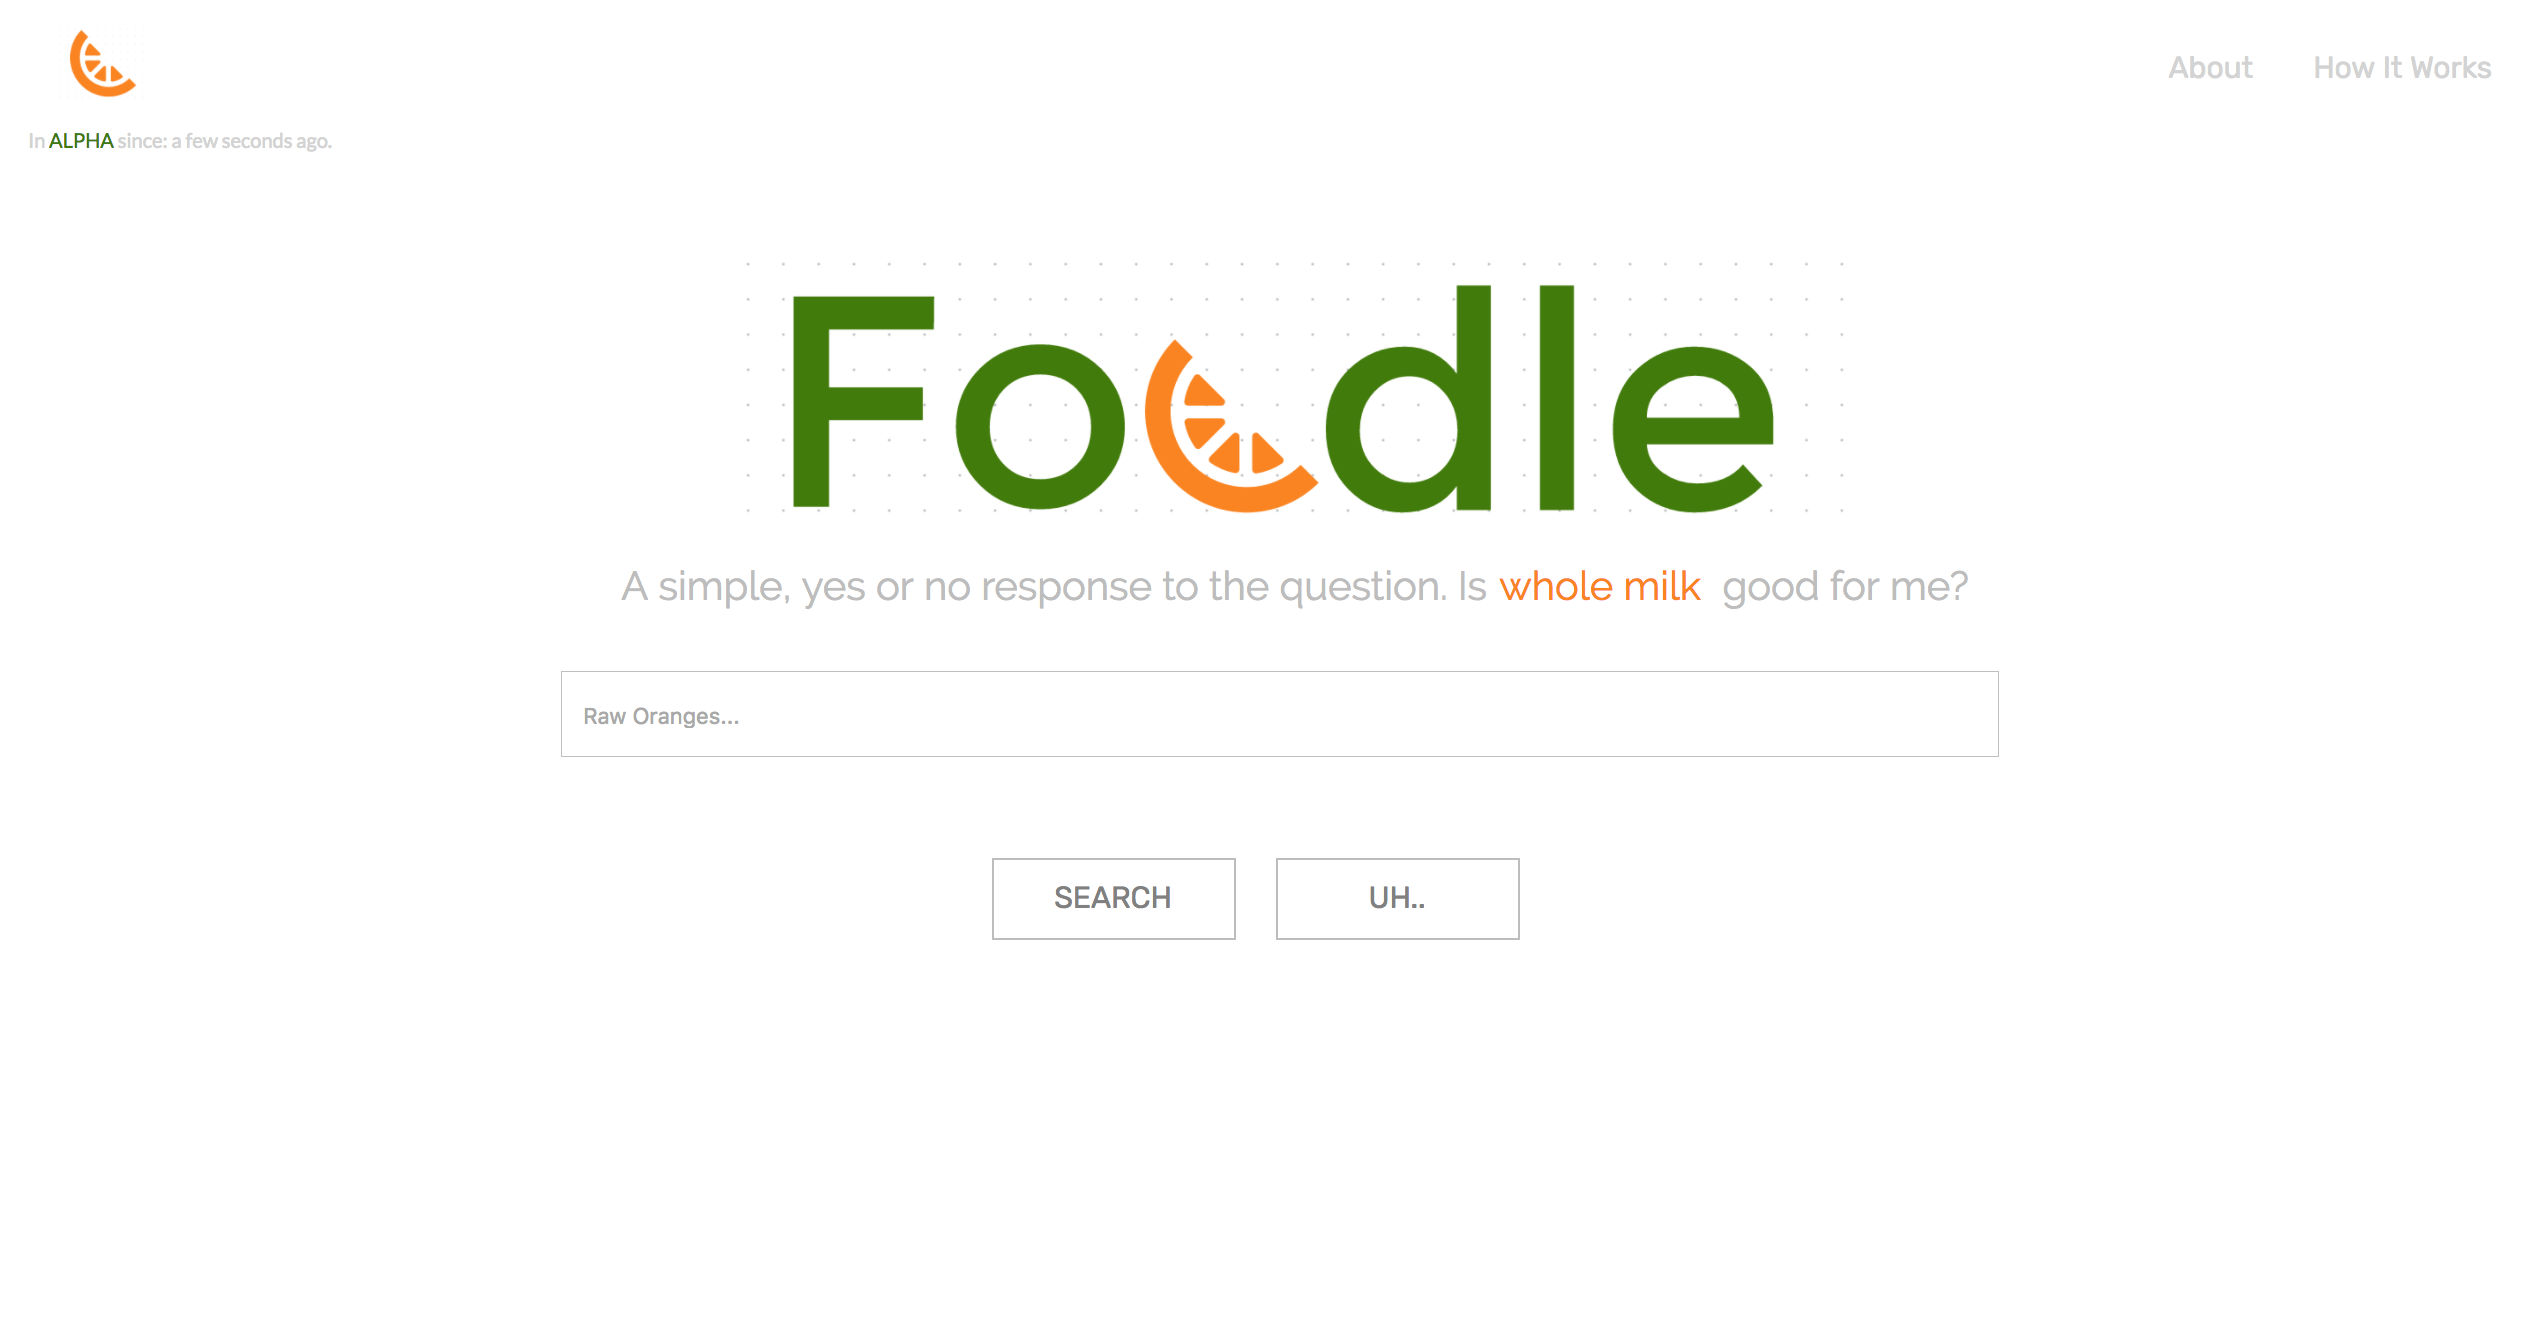 About How It Works
In ALPHA since: a few seconds ago.
Foodle
A simple, yes or no response to the question. Is whole milk good for me?
Raw Oranges...
SEARCH UH..